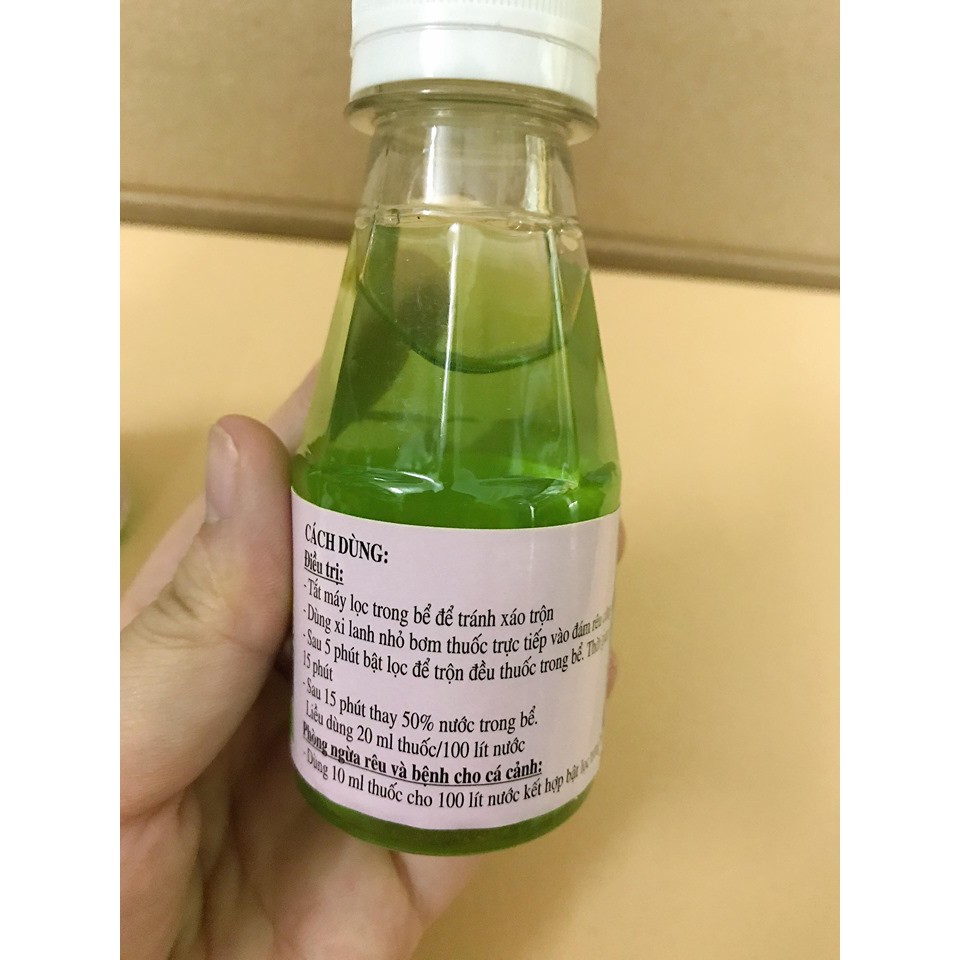 CÁCH DÙNG:
Điều trị:
- Tắt máy lọc trong bể để tránh xáo trộn
- Dùng xi lanh nhỏ bơm thuốc trực tiếp vào đám rêu
- Sau 5 phút bật lọc để trộn đều thuốc trong bể. Thời
15 phút
- Sau 15 phút thay 50% nước trong bể.
Liều dùng 20 ml thuốc/100 lít nước
Phòng ngừa rêu và bệnh cho cá cảnh:
- Dùng 10 ml thuốc cho 100 lít nước kết hợp bật lọc